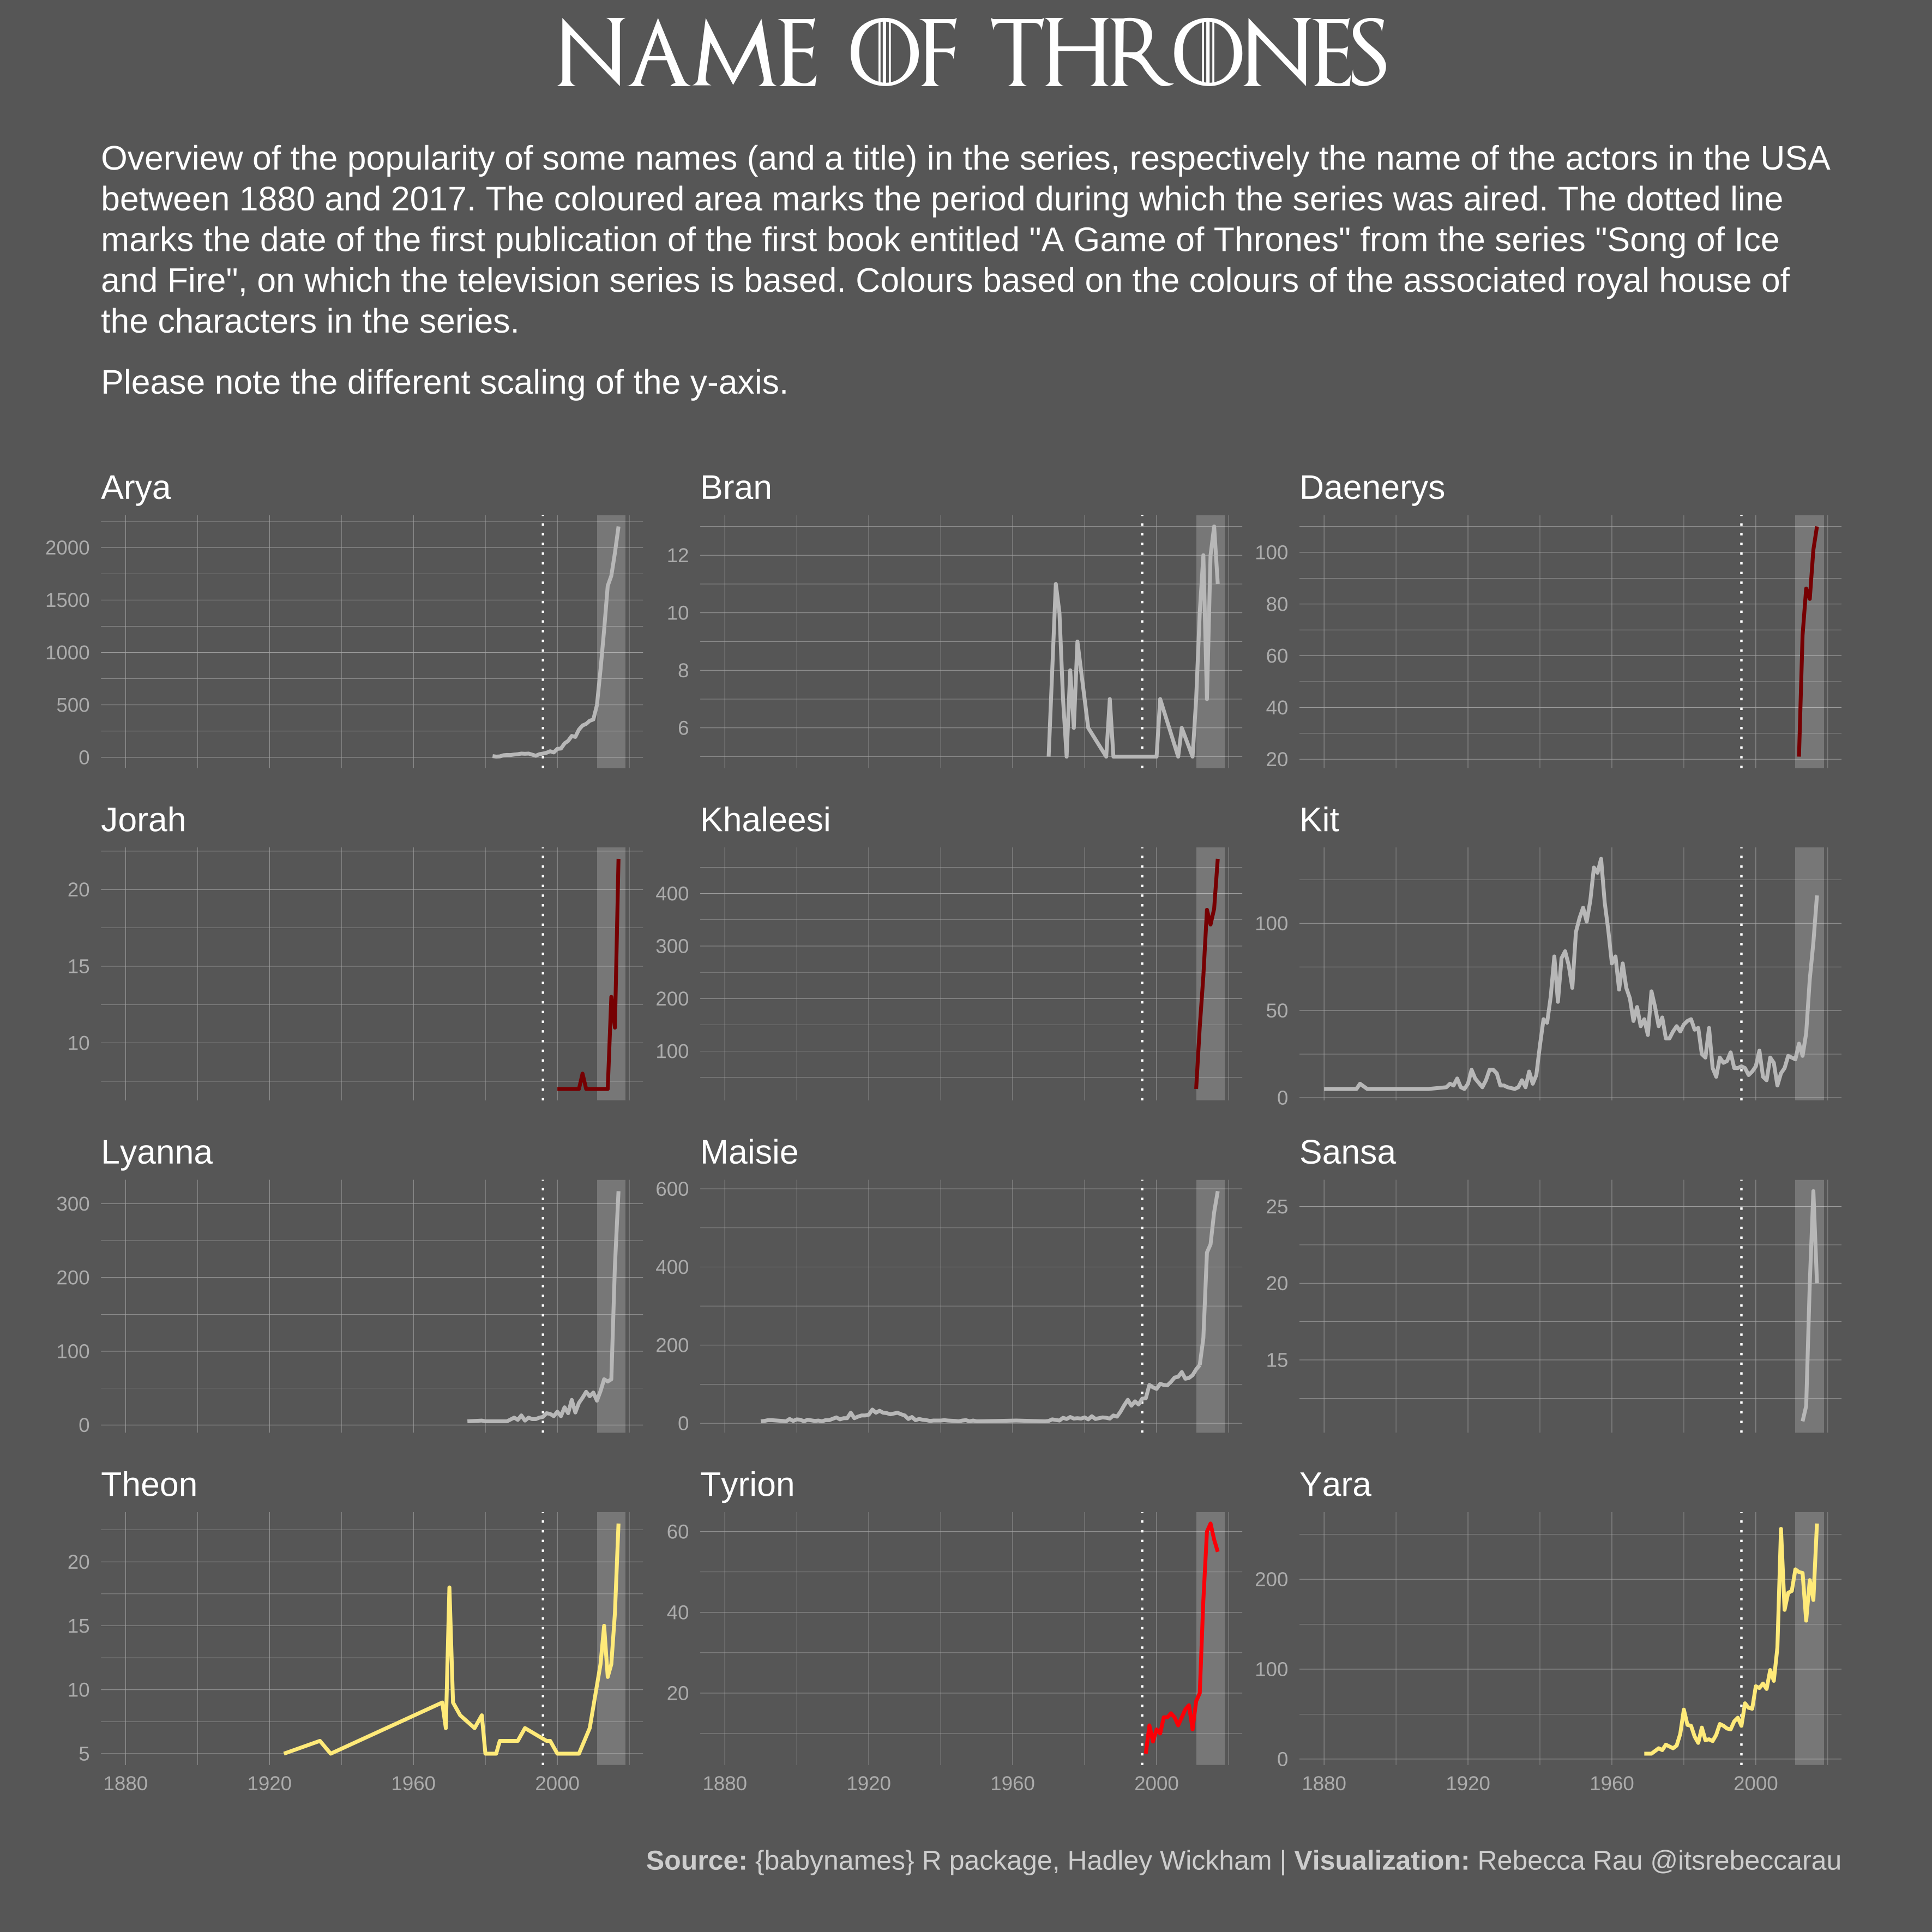 NAME OF THRONES
Overview of the popularity of some names (and a title) in the series, respectively the name of the actors in the USA
between 1880 and 2017. The coloured area marks the period during which the series was aired. The dotted line
marks the date of the first publication of the first book entitled "A Game of Thrones" from the series "Song of Ice
and Fire", on which the television series is based. Colours based on the colours of the associated royal house of
the characters in the series.
Please note the different scaling of the y-axis.
Arya
2000
1500
1000
500
0
Bran
12
10
8
6
Daenerys
100
80
60
40
20
Jorah
20
15
10
Khaleesi
400
300
200
100
Kit
100
50
0
Lyanna
300
200
100
0
Maisie
600
400
200
0
Sansa
25
20
15
Theon
20
15
10
5
1880 1920 1960 2000
Tyrion
60
40
20
1880 1920 1960 2000
Yara
200
100
0
1880 1920 1960 2000
Source: {babynames} R package, Hadley Wickham | Visualization: Rebecca Rau @itsrebeccarau